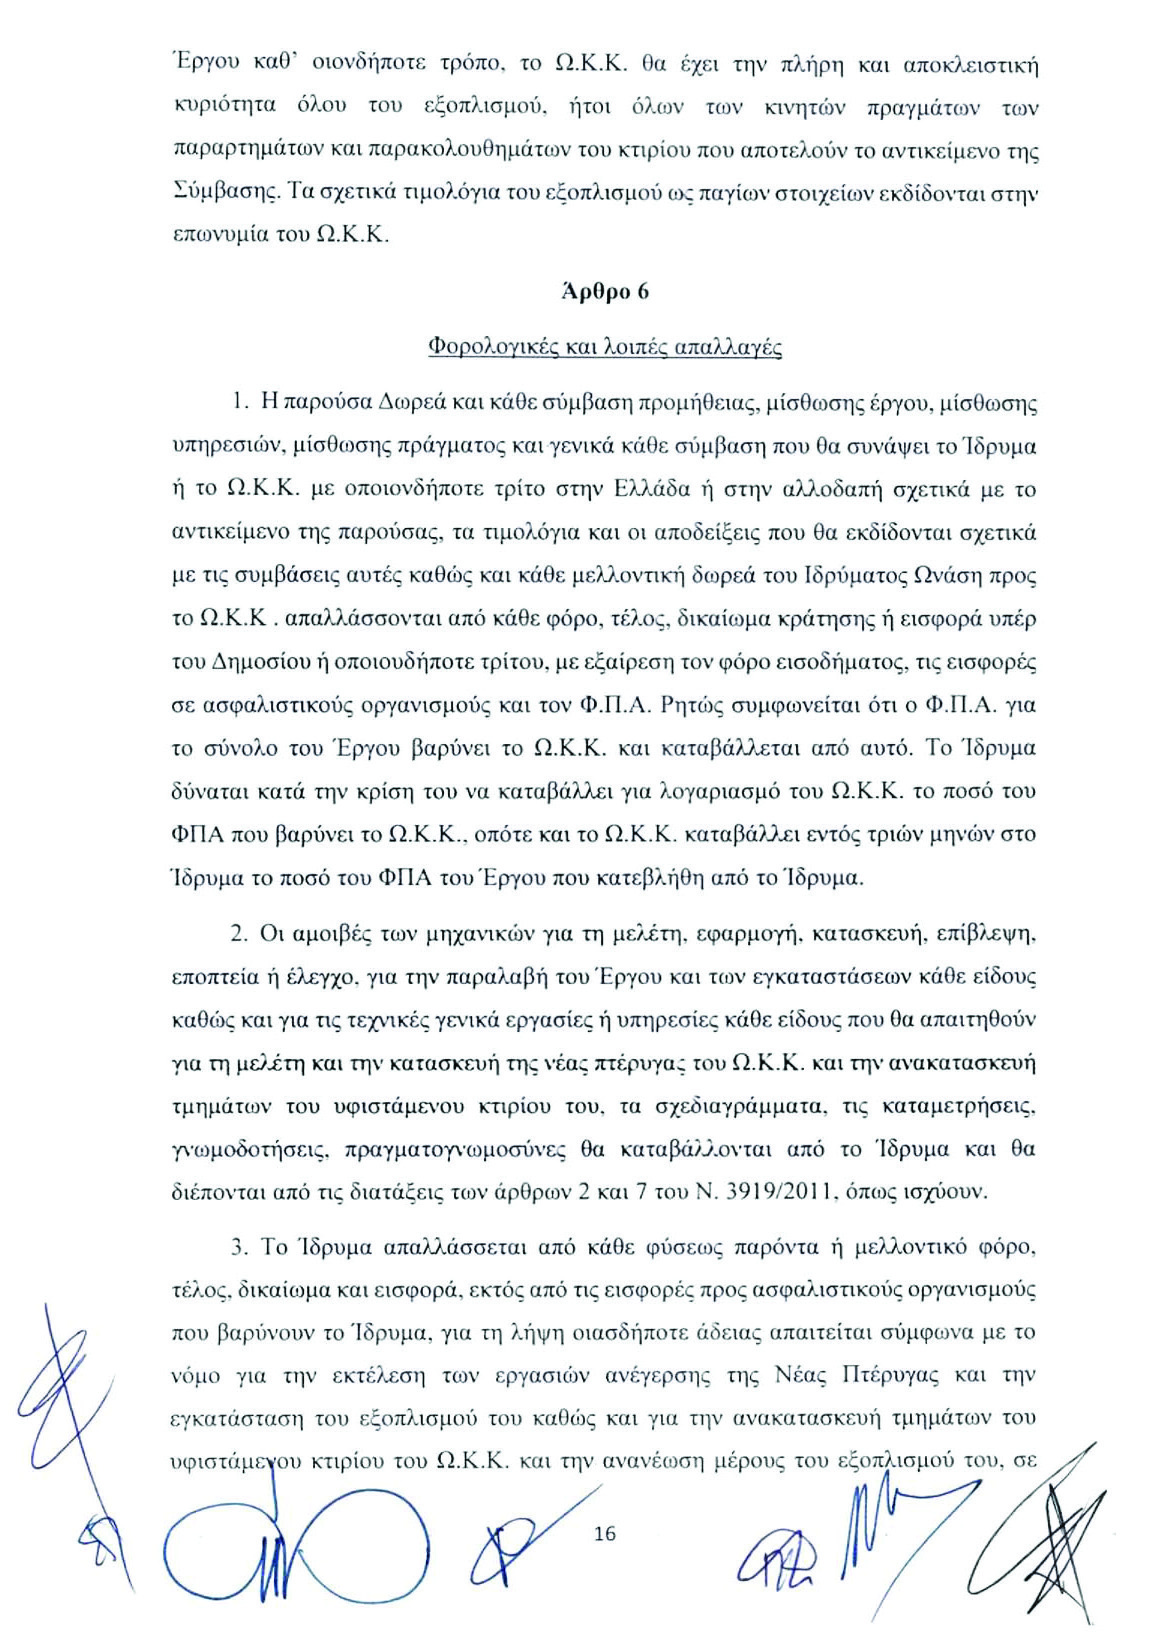 Έργου καθ’ οιονδήποτε τρόπο, το Ω.Κ.Κ. θα έχει την πλήρη και αποκλειστική
κυριότητα όλου του εξοπλισμού, ήτοι όλων των κινητών πραγμάτων των
παραρτημάτων και παρακολουθημάτων του κτιρίου που αποτελούν το αντικείμενο της
Σύμβασης. Τα σχετικά τιμολόγια του εξοπλισμού ως παγίων στοιχείων εκδίδονται στην
επωνυμία του Ω.Κ.Κ.
Άρθρο 6
Φορολογικές και λοιπές απαλλαγές
1. Η παρούσα Δωρεά και κάθε σύμβαση προμήθειας, μίσθωσης έργου, μίσθωσης
υπηρεσιών, μίσθωσης πράγματος και γενικά κάθε σύμβαση που θα συνάψει το Ίδρυμα
ή το Ω.Κ.Κ. με οποιονδήποτε τρίτο στην Ελλάδα ή στην αλλοδαπή σχετικά με το
αντικείμενο της παρούσας, τα τιμολόγια και οι αποδείξεις που θα εκδίδονται σχετικά
με τις συμβάσεις αυτές καθώς και κάθε μελλοντική δωρεά του Ιδρύματος Ωνάση προς
το Ω.Κ.Κ . απαλλάσσονται από κάθε φόρο, τέλος, δικαίωμα κράτησης ή εισφορά υπέρ
του Δημοσίου ή οποιουδήποτε τρίτου, με εξαίρεση τον φόρο εισοδήματος, τις εισφορές
σε ασφαλιστικούς οργανισμούς και τον Φ.Π.Α. Ρητώς συμφωνείται ότι ο Φ.Π.Α. για
το σύνολο του Έργου βαρύνει το Ω.Κ.Κ. και καταβάλλεται από αυτό. Το Ίδρυμα
δύναται κατά την κρίση του να καταβάλλει για λογαριασμό του Ω.Κ.Κ. το ποσό του
ΦΠΑ που βαρύνει το Ω.Κ.Κ., οπότε και το Ω.Κ.Κ. καταβάλλει εντός τριών μηνών στο
Ίδρυμα το ποσό του ΦΠΑ του Έργου που κατεβλήθη από το Ίδρυμα.
2. Οι αμοιβές των μηχανικών για τη μελέτη, εφαρμογή, κατασκευή, επίβλεψη,
εποπτεία ή έλεγχο, για την παραλαβή του Έργου και των εγκαταστάσεων κάθε είδους
καθώς και για τις τεχνικές γενικά εργασίες ή υπηρεσίες κάθε είδους που θα απαιτηθούν
για τη μελέτη και την κατασκευή της νέας πτέρυγας του Ω.Κ.Κ. και την ανακατασκευή
τμημάτων του υφιστάμενου κτιρίου του, τα σχεδιαγράμματα, τις καταμετρήσεις,
γνωμοδοτήσεις, πραγματογνωμοσύνες θα καταβάλλονται από το Ίδρυμα και θα
διέπονται από τις διατάξεις των άρθρων 2 και 7 του Ν. 3919/2011, όπως ισχύουν.
3. Το Ίδρυμα απαλλάσσεται από κάθε φύσεως παρόντα ή μελλοντικό φόρο,
τέλος, δικαίωμα και εισφορά, εκτός από τις εισφορές προς ασφαλιστικούς οργανισμούς
που βαρύνουν το Ίδρυμα, για τη λήψη οιασδήποτε άδειας απαιτείται σύμφωνα με το
νόμο για την εκτέλεση των εργασιών ανέγερσης της Νέας Πτέρυγας και την
εγκατάσταση του εξοπλισμού του καθώς και για την ανακατασκευή τμημάτων του
υφιστάμενου κτιρίου του Ω.Κ.Κ. και την ανανέωση μέρους του εξοπλισμού του, σε
16